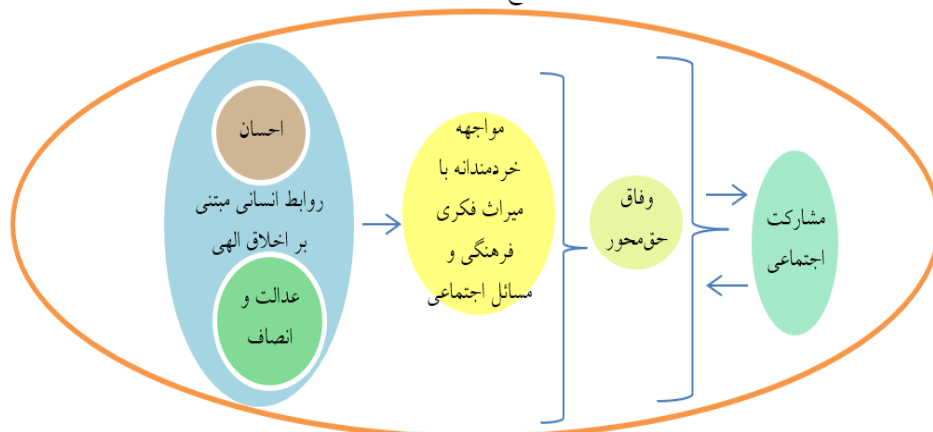 مشارکت
اجتماعی
وفاق
حق‌محور
مواجهه
خردمندانه با
میراث فکری
فرهنگی و
مسائل اجتماعی
احسان
روابط انسانی مبتنی
بر اخلاق الهی
عدالت و
انصاف